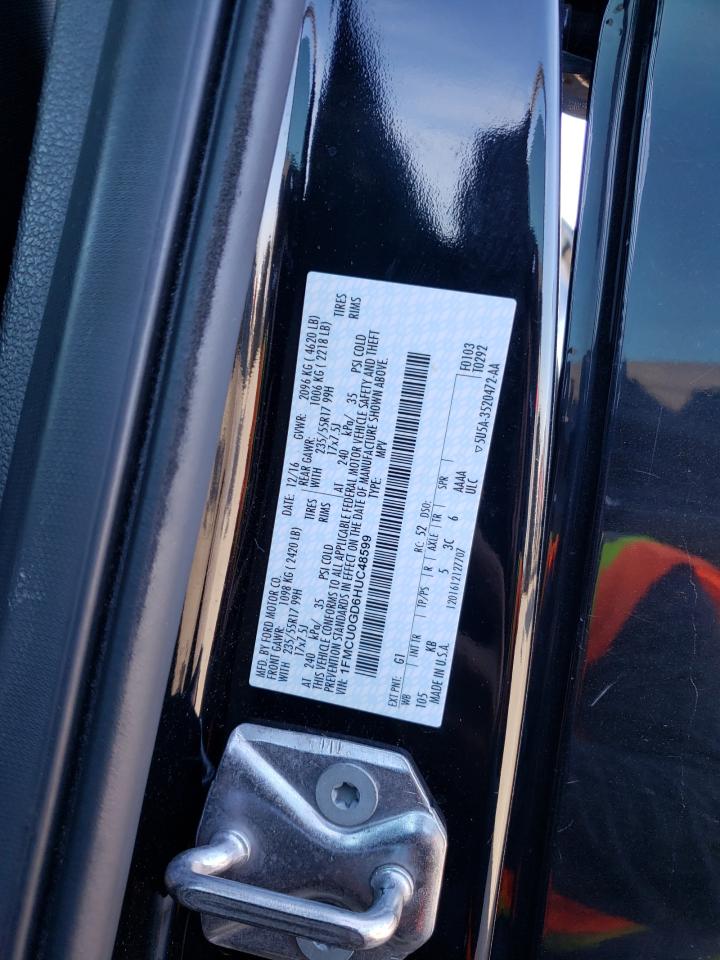 MFD. BY FORD MOTOR CO.
DATE: 12/16 GVWR: 2096 KG ( 4620 LB)
FRONT GAWR: 1098 KG ( 2420 LB) REAR GAWR: 1006 KG ( 2218 LB)
WITH 235/55R17 99H TIRES WITH 235/55R17 99H TIRES
17x7.5J RIMS 17x7.5J RIMS
AT 240 kPa/ 35 PSI COLD AT 240 kPa/ 35 PSI COLD
THIS VEHICLE CONFORMS TO ALL APPLICABLE FEDERAL MOTOR VEHICLE SAFETY AND THEFT
PREVENTION STANDARDS IN EFFECT ON THE DATE OF MANUFACTURE SHOWN ABOVE.
VIN: 1FMCU0GD6HUC48599 TYPE: MPV
EXT PNT: G1 RC: 52 DSO: F0103
WB INT TR TP/PS R AXLE TR SPR T0292
105 KB 5 3C 6 AAAA
MADE IN U.S.A. 1201612127707 ULC
▽5U5A-3520472-AA